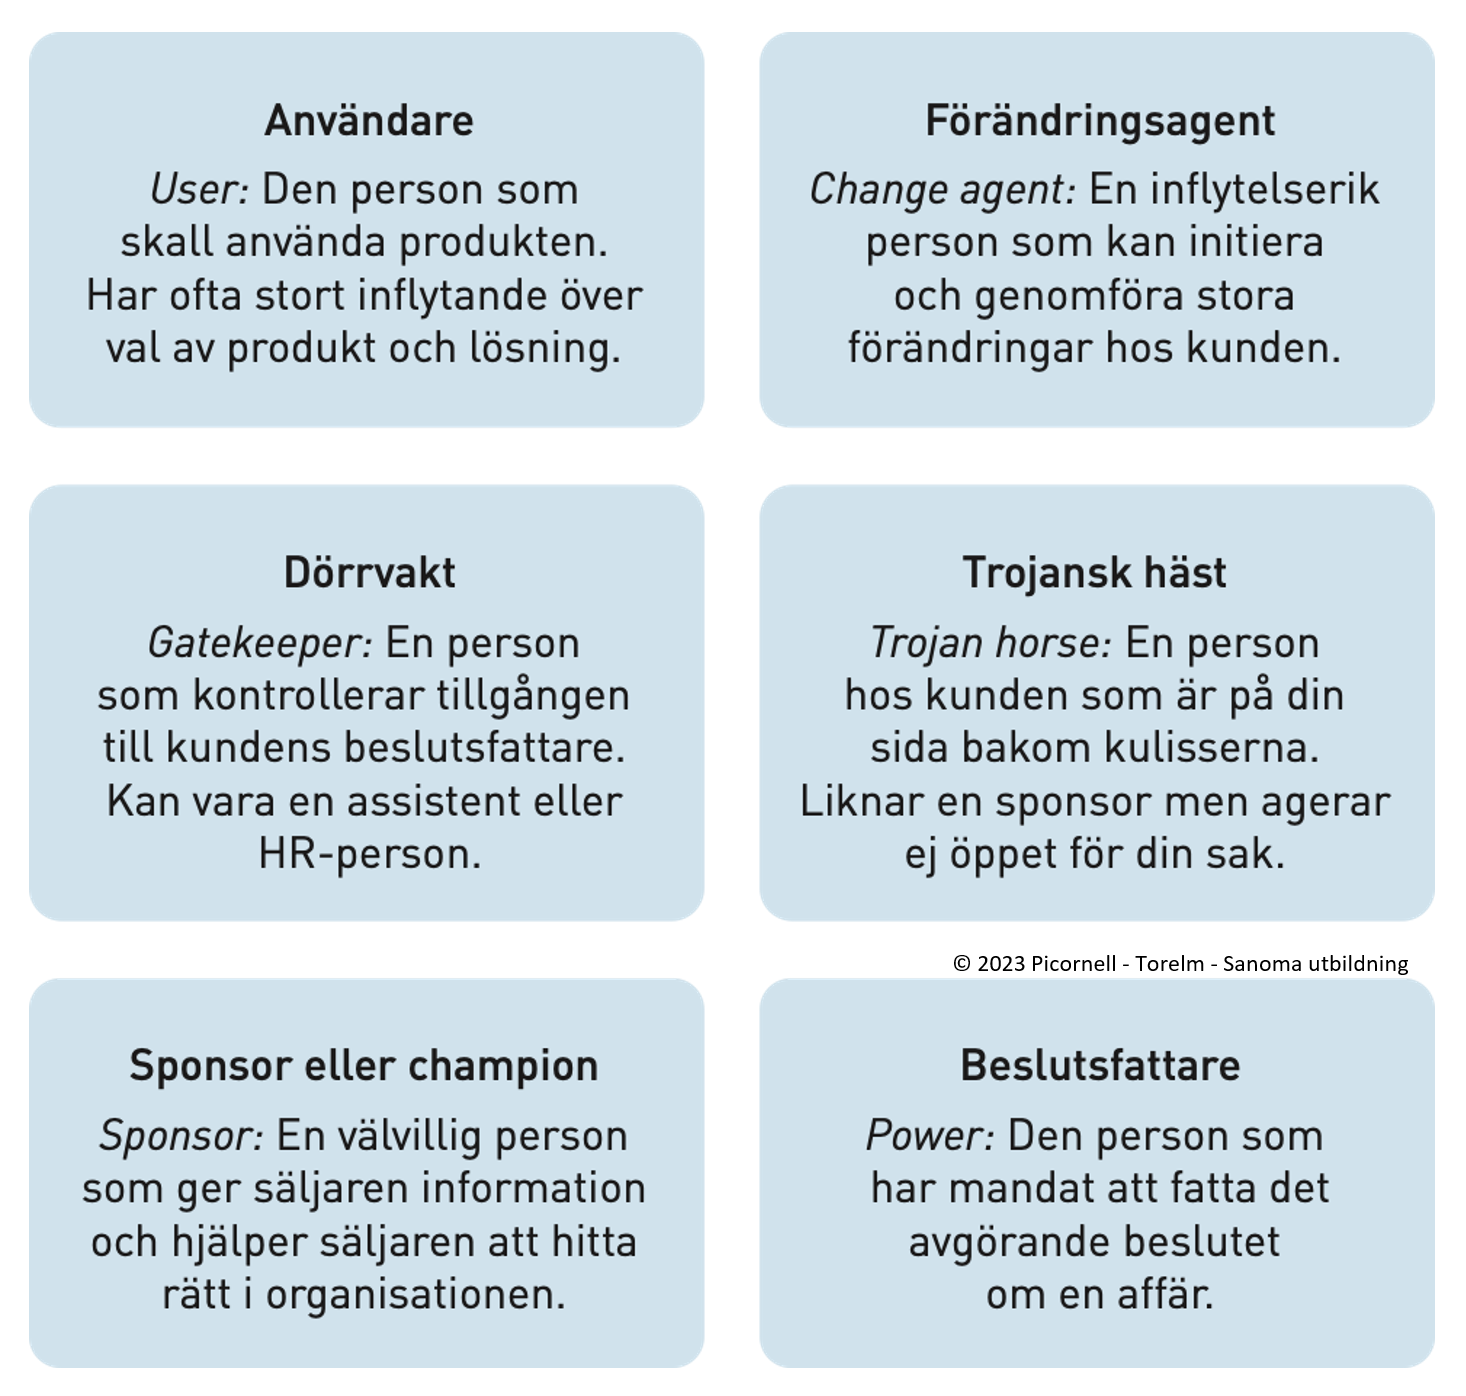 Användare
User: Den person som
skall använda produkten.
Har ofta stort inflytande över
val av produkt och lösning.
Förändringsagent
Change agent: En inflytelserik
person som kan initiera
och genomföra stora
förändringar hos kunden.
Dörrvakt
Gatekeeper: En person
som kontrollerar tillgången
till kundens beslutsfattare.
Kan vara en assistent eller
HR-person.
Trojansk häst
Trojan horse: En person
hos kunden som är på din
sida bakom kulisserna.
Liknar en sponsor men agerar
ej öppet för din sak.
© 2023 Picornell - Torelm - Sanoma utbildning
Sponsor eller champion
Sponsor: En välvillig person
som ger säljaren information
och hjälper säljaren att hitta
rätt i organisationen.
Beslutsfattare
Power: Den person som
har mandat att fatta det
avgörande beslutet
om en affär.